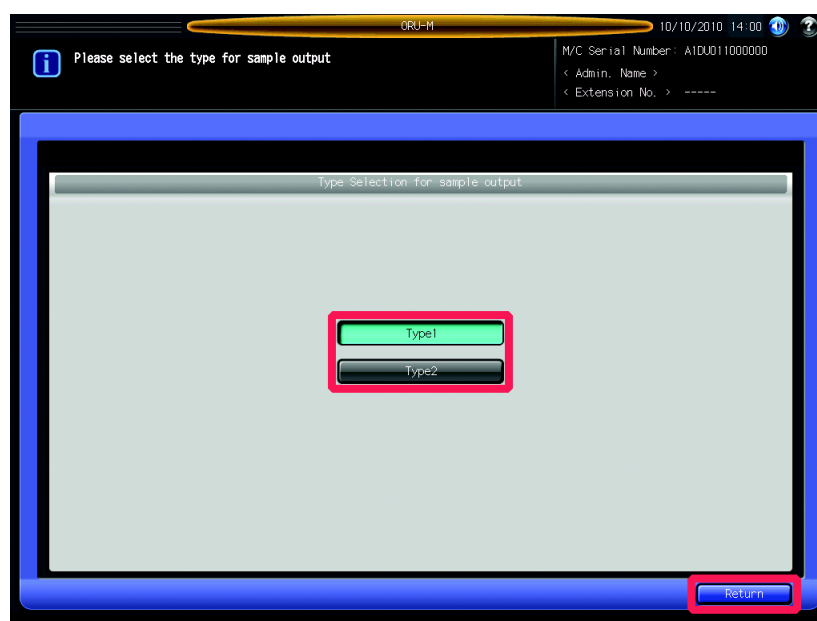 ORU-M
10/10/2010 14:00
Please select the type for sample output
M/C Serial Number: A1DU011000000
< Admin. Name >
< Extension No. > -----
Type Selection for sample output
Type1
Type2
Return